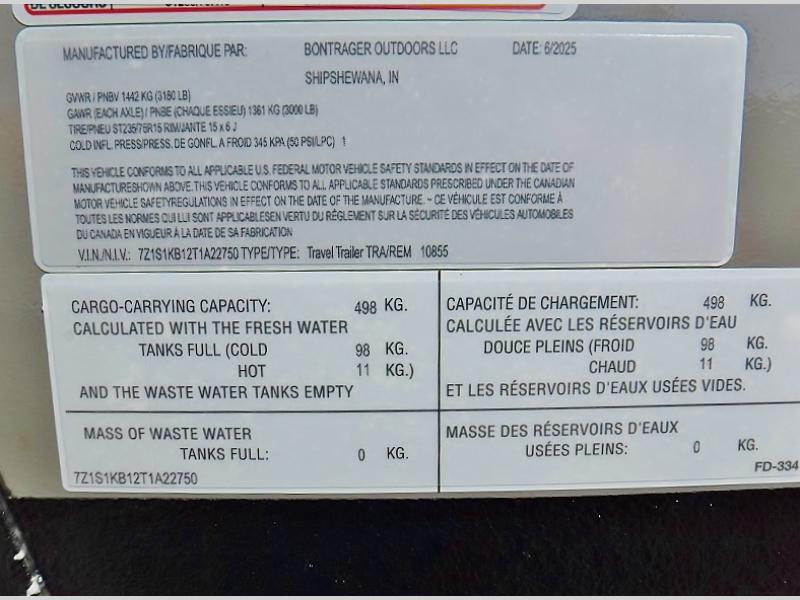 DE SECOURS
MANUFACTURED BY/FABRIQUE PAR: BONTRAGER OUTDOORS LLC DATE: 6/2025
SHIPSHEWANA, IN
GVWR / PNBV 1442 KG (3180 LB)
GAWR (EACH AXLE) / PNBE (CHAQUE ESSIEU) 1361 KG (3000 LB)
TIRE/PNEU ST235/75R15 RIM/JANTE 15 x 6 J
COLD INFL. PRESS/PRESS. DE GONFL. A FROID 345 KPA (50 PSI/LPC) 1
THIS VEHICLE CONFORMS TO ALL APPLICABLE U.S. FEDERAL MOTOR VEHICLE SAFETY STANDARDS IN EFFECT ON THE DATE OF
MANUFACTURESHOWN ABOVE. THIS VEHICLE CONFORMS TO ALL APPLICABLE STANDARDS PRESCRIBED UNDER THE CANADIAN
MOTOR VEHICLE SAFETYREGULATIONS IN EFFECT ON THE DATE OF THE MANUFACTURE. ~ CE VÉHICULE EST CONFORME À
TOUTES LES NORMES QUI LUI SONT APPLICABLESEN VERTU DU RÉGLEMENT SUR LA SÉCURITÉ DES VÉHICULES AUTOMOBILES
DU CANADA EN VIGUEUR À LA DATE DE SA FABRICATION
V.I.N./N.I.V.: 7Z1S1KB12T1A22750 TYPE/TYPE: Travel Trailer TRA/REM 10855
CARGO-CARRYING CAPACITY: 498 KG.
CALCULATED WITH THE FRESH WATER
TANKS FULL (COLD 98 KG.
HOT 11 KG.)
AND THE WASTE WATER TANKS EMPTY
CAPACITÉ DE CHARGEMENT: 498 KG.
CALCULÉE AVEC LES RÉSERVOIRS D'EAU
DOUCE PLEINS (FROID 98 KG.
CHAUD 11 KG.)
ET LES RÉSERVOIRS D'EAUX USÉES VIDES.
MASS OF WASTE WATER
TANKS FULL: 0 KG.
7Z1S1KB12T1A22750
MASSE DES RÉSERVOIRS D'EAUX
USÉES PLEINS: 0 KG.
FD-334